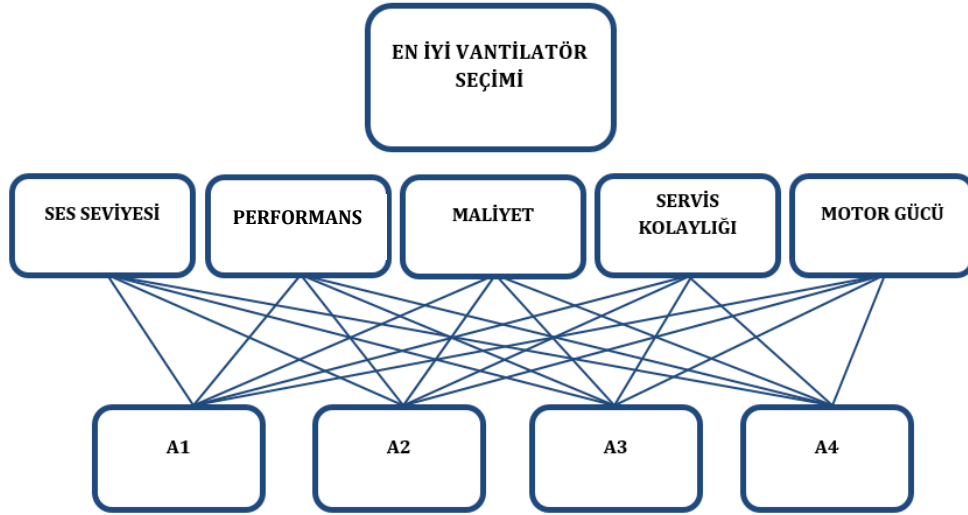 EN İYİ VANTİLATÖR
SEÇİMİ
SES SEVİYESİ
PERFORMANS
MALİYET
SERVİS
KOLAYLIĞI
MOTOR GÜCÜ
A1
A2
A3
A4